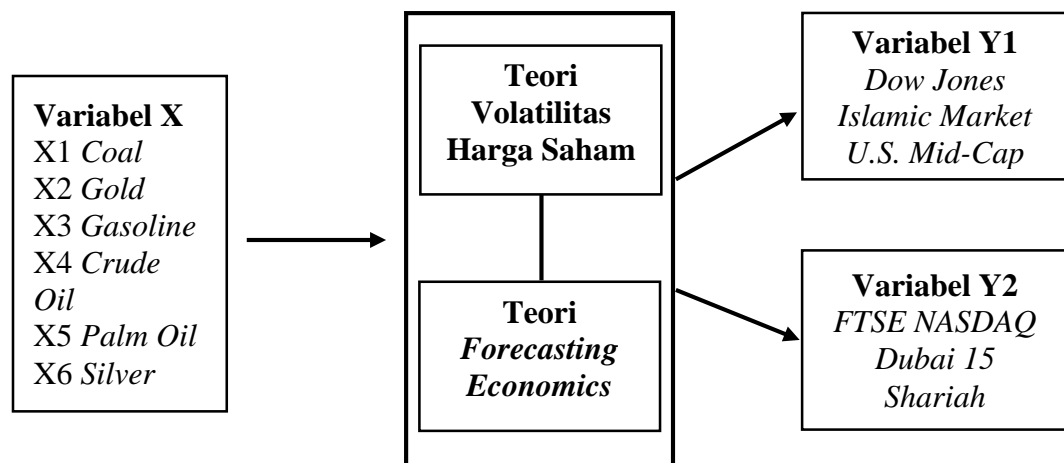 Variabel X
X1 Coal
X2 Gold
X3 Gasoline
X4 Crude
Oil
X5 Palm Oil
X6 Silver
Teori
Volatilitas
Harga Saham
Teori
Forecasting
Economics
Variabel Y1
Dow Jones
Islamic Market
U.S. Mid-Cap
Variabel Y2
FTSE NASDAQ
Dubai 15
Shariah